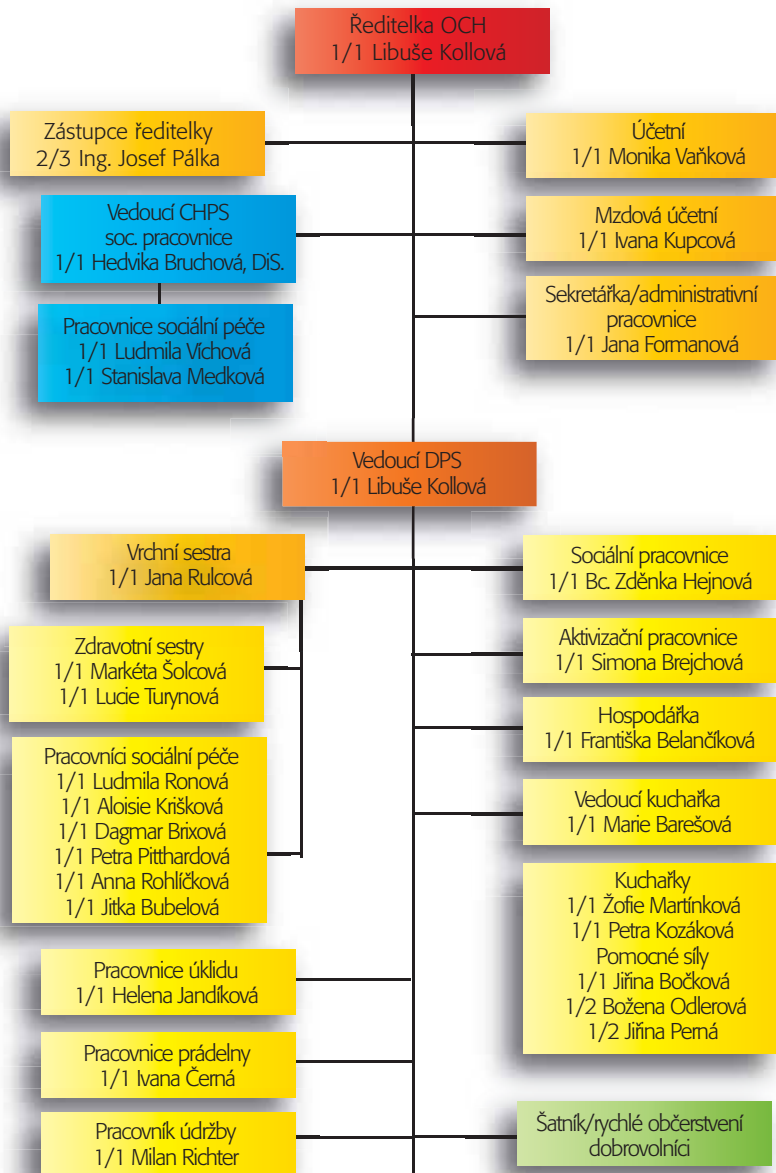 Ředitelka OCH
1/1 Libuše Kollová
Zástupce ředitelky
2/3 Ing. Josef Pálka
Účetní
1/1 Monika Vaňková
Vedoucí CHPS
soc. pracovnice
1/1 Hedvika Bruchová, DiS.
Mzdová účetní
1/1 Ivana Kupcová
Pracovnice sociální péče
1/1 Ludmila Víchová
1/1 Stanislava Medková
Sekretářka/administrativní
pracovnice
1/1 Jana Formanová
Vedoucí DPS
1/1 Libuše Kollová
Vrchní sestra
1/1 Jana Rulcová
Sociální pracovnice
1/1 Bc. Zděnka Hejnová
Zdravotní sestry
1/1 Markéta Šolcová
1/1 Lucie Turynová
Aktivizační pracovnice
1/1 Simona Brejchová
Hospodářka
1/1 Františka Belančíková
Pracovníci sociální péče
1/1 Ludmila Ronová
1/1 Aloisie Krišková
1/1 Dagmar Brixová
1/1 Petra Pitthardová
1/1 Anna Rohlíčková
1/1 Jitka Bubelová
Vedoucí kuchařka
1/1 Marie Barešová
Kuchařky
1/1 Žofie Martínková
1/1 Petra Kozáková
Pomocné síly
1/1 Jiřina Bočková
1/2 Božena Odlerová
1/2 Jiřina Perná
Pracovnice úklidu
1/1 Helena Jandíková
Pracovnice prádelny
1/1 Ivana Černá
Pracovník údržby
1/1 Milan Richter
Šatník/rychlé občerstvení
dobrovolníci